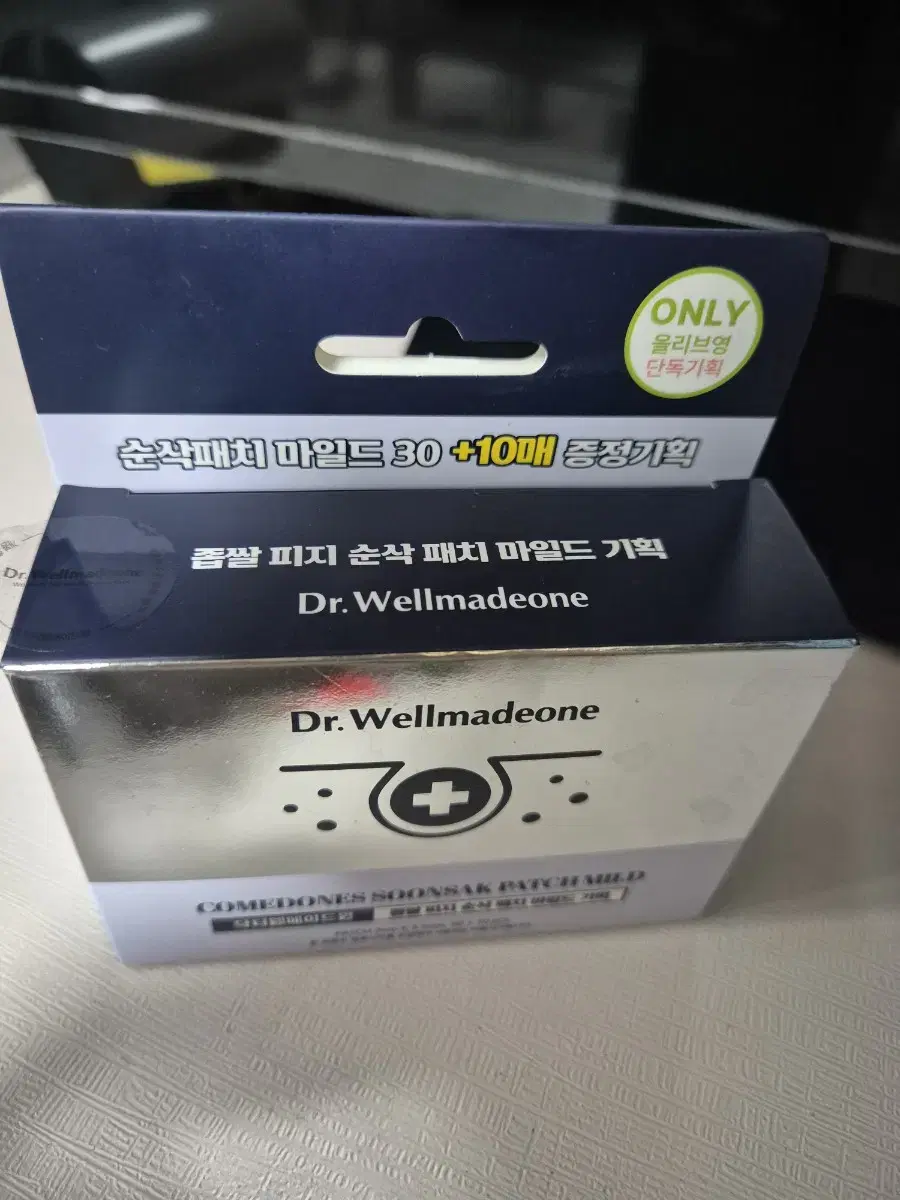 ONLY
올리브영
단독기획
순삭패치 마일드 30 +10매 증정기획
좁쌀 피지 순삭 패치 마일드 기획
Dr.Wellmadeone
Dr.Wellmadeone
Dr.Wellmadeone
COMEDONES SOONSAK PATCH MILD
닥터웰메이드원 좁쌀 피지 순삭 패치 마일드 기획